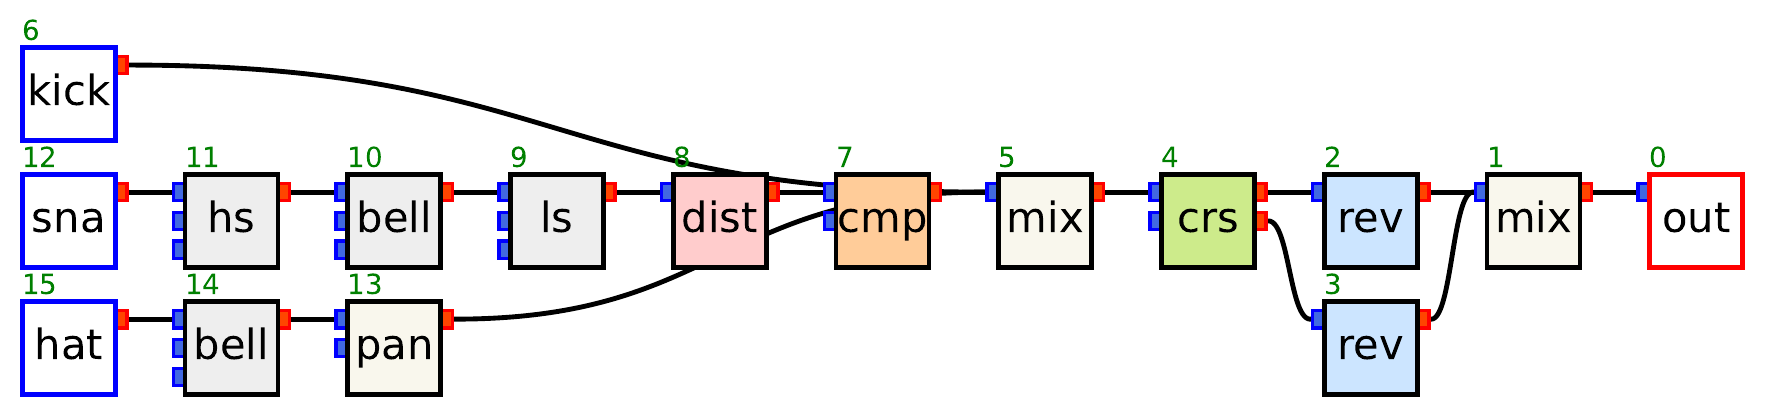 6
kick
12 11 10 9 8 7 5 4 2 1 0
sna hs bell ls dist cmp mix crs rev mix out
15 14 13 3
hat bell pan rev